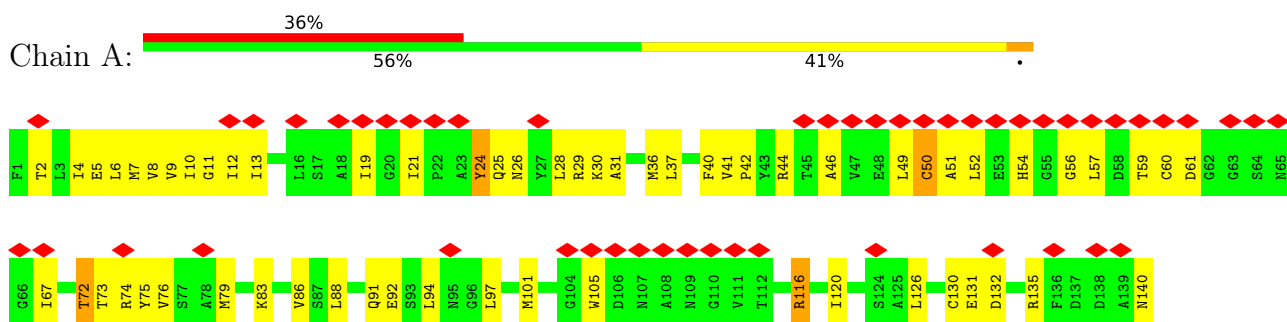 36%
Chain A:
56% 41% •
F1 T2 L3 I4 E5 L6 M7 V8 V9 I10 G11 I12 I13 L16 S17 A18 I19 G20 I21 P22 A23 Y24 Q25 N26 Y27 L28 R29 K30 A31 M36 L37 F40 V41 P42 Y43 R44 T45 A46 V47 E48 L49 C50 A51 L52 E53 H54 G55 G56 L57 D58 T59 C60 D61 G62 G63 S64 N65
G66 I67 T72 T73 R74 Y75 V76 S77 A78 M79 K83 V86 S87 L88 Q91 E92 S93 L94 N95 G96 L97 M101 G104 W105 D106 N107 A108 N109 G110 V111 T112 R116 I120 S124 A125 L126 C130 E131 D132 R135 F136 D137 D138 A139 N140